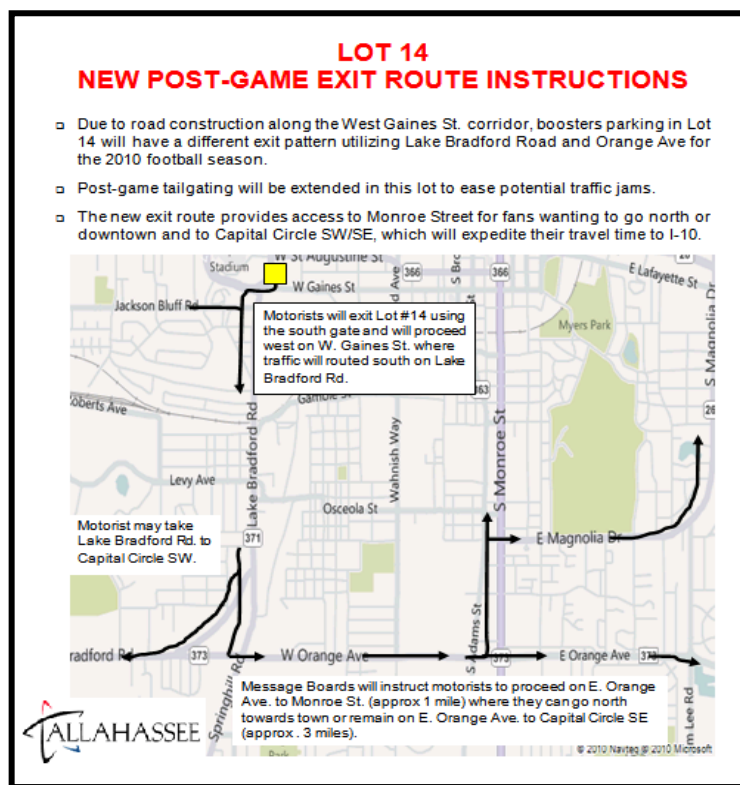 LOT 14
NEW POST-GAME EXIT ROUTE INSTRUCTIONS
Due to road construction along the West Gaines St. corridor, boosters parking in Lot
14 will have a different exit pattern utilizing Lake Bradford Road and Orange Ave for
the 2010 football season.
Post-game tailgating will be extended in this lot to ease potential traffic jams.
The new exit route provides access to Monroe Street for fans wanting to go north or
downtown and to Capital Circle SW/SE, which will expedite their travel time to I-10.
W St Augustine St
Stadium
366
366
E Lafayette St
W Gaines St
Jackson Bluff Rd
Motorists will exit Lot #14 using
the south gate and will proceed
west on W. Gaines St. where
traffic will routed south on Lake
Bradford Rd.
Myers Park
S Magnolia Dr
363
Lake Bradford Rd
Wahnish Way
S Monroe St
Levy Ave
Osceola St
Motorist may take
Lake Bradford Rd. to
Capital Circle SW.
371
E Magnolia Dr
S Adams St
373
W Orange Ave
373
E Orange Ave
373
Springhill Rd
Message Boards will instruct motorists to proceed on E. Orange
Ave. to Monroe St. (approx 1 mile) where they can go north
towards town or remain on E. Orange Ave. to Capital Circle SE
(approx . 3 miles).
TALLAHASSEE
© 2010 Navteq @ 2010 Microsoft